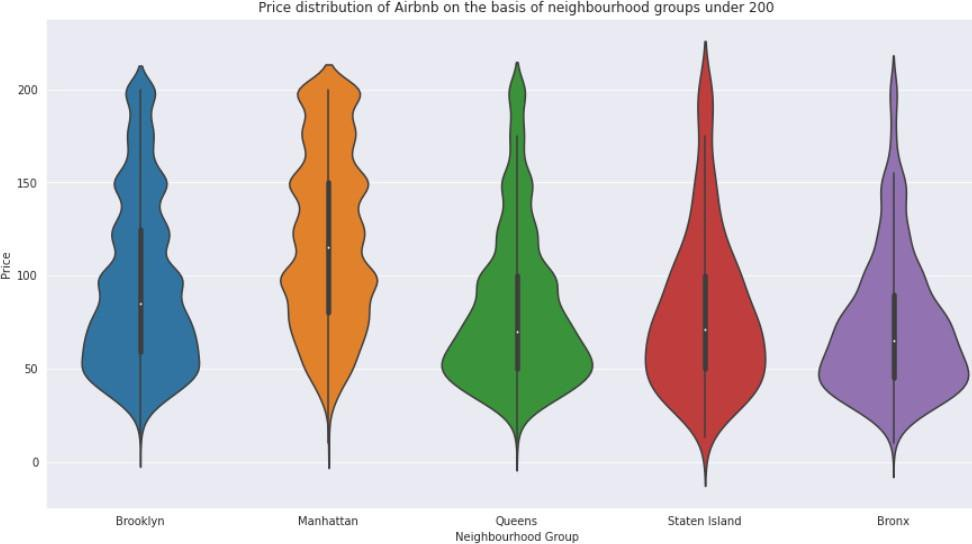 Price distribution of Airbnb on the basis of neighbourhood groups under 200
200
150
100
50
0
Price
Brooklyn Manhattan Queens Staten Island Bronx
Neighbourhood Group